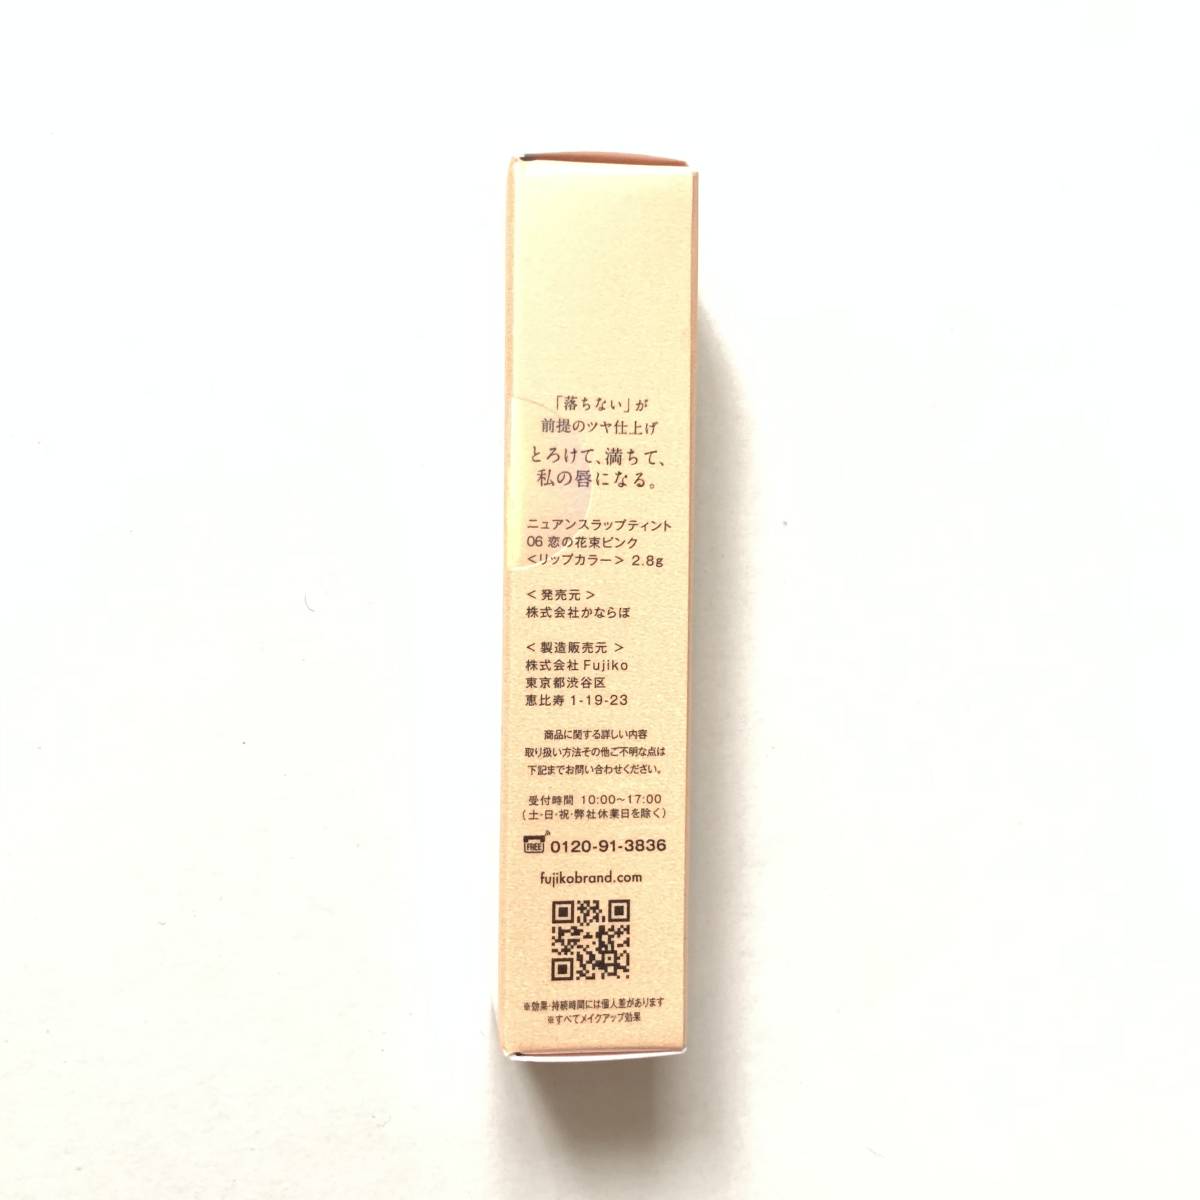 「落ちない」が
前提のツヤ仕上げ
とろけて、満ちて、
私の唇になる。
ニュアンスラップティント
06 恋の花束ピンク
＜リップカラー＞ 2.8g
＜ 発売元 ＞
株式会社かならぼ
＜ 製造販売元 ＞
株式会社Fujiko
東京都渋谷区
恵比寿 1-19-23
商品に関する詳しい内容
取り扱い方法その他ご不明な点は
下記までお問い合わせください。
受付時間 10:00〜17:00
（土・日・祝・弊社休業日を除く）
FREE 0120-91-3836
fujikobrand.com
※効果・持続時間には個人差があります
※すべてメイクアップ効果